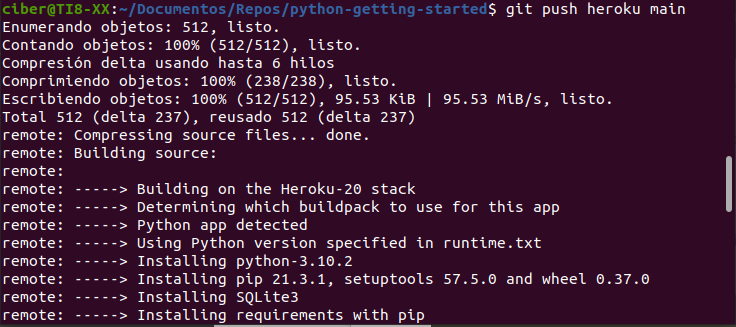 ciber@TI8-XX:~/Documentos/Repos/python-getting-started$ git push heroku main
Enumerando objetos: 512, listo.
Contando objetos: 100% (512/512), listo.
Compresión delta usando hasta 6 hilos
Comprimiendo objetos: 100% (238/238), listo.
Escribiendo objetos: 100% (512/512), 95.53 KiB | 95.53 MiB/s, listo.
Total 512 (delta 237), reusado 512 (delta 237)
remote: Compressing source files... done.
remote: Building source:
remote:
remote: -----> Building on the Heroku-20 stack
remote: -----> Determining which buildpack to use for this app
remote: -----> Python app detected
remote: -----> Using Python version specified in runtime.txt
remote: -----> Installing python-3.10.2
remote: -----> Installing pip 21.3.1, setuptools 57.5.0 and wheel 0.37.0
remote: -----> Installing SQLite3
remote: -----> Installing requirements with pip